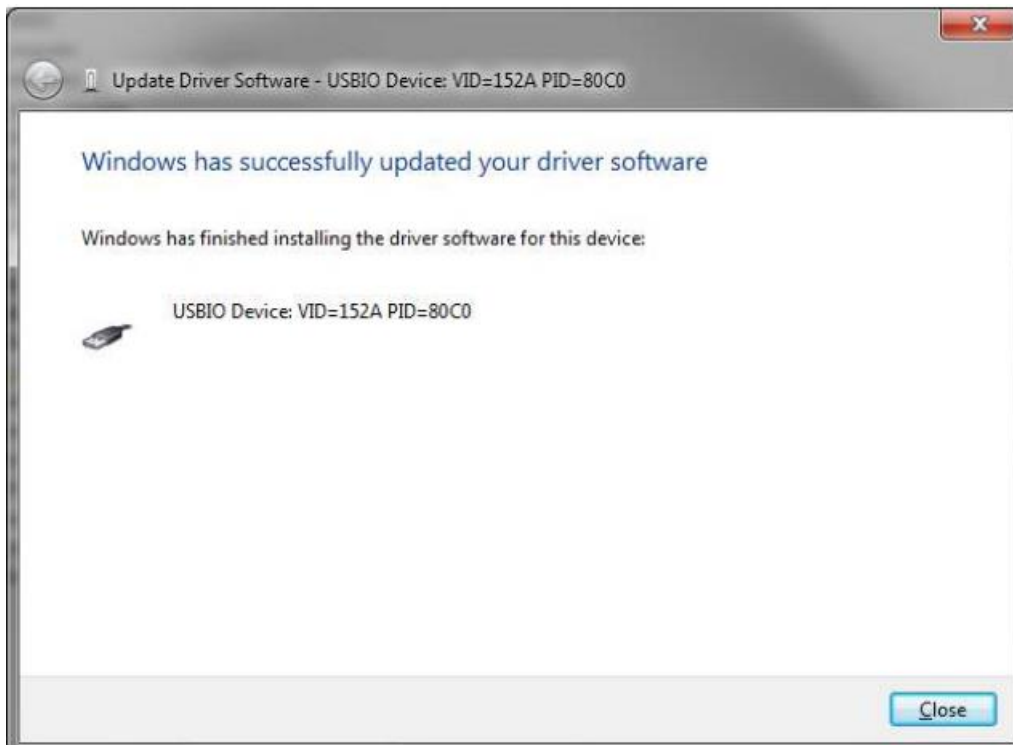 Update Driver Software - USBIO Device: VID=152A PID=80C0
Windows has successfully updated your driver software
Windows has finished installing the driver software for this device:
USBIO Device: VID=152A PID=80C0
Close